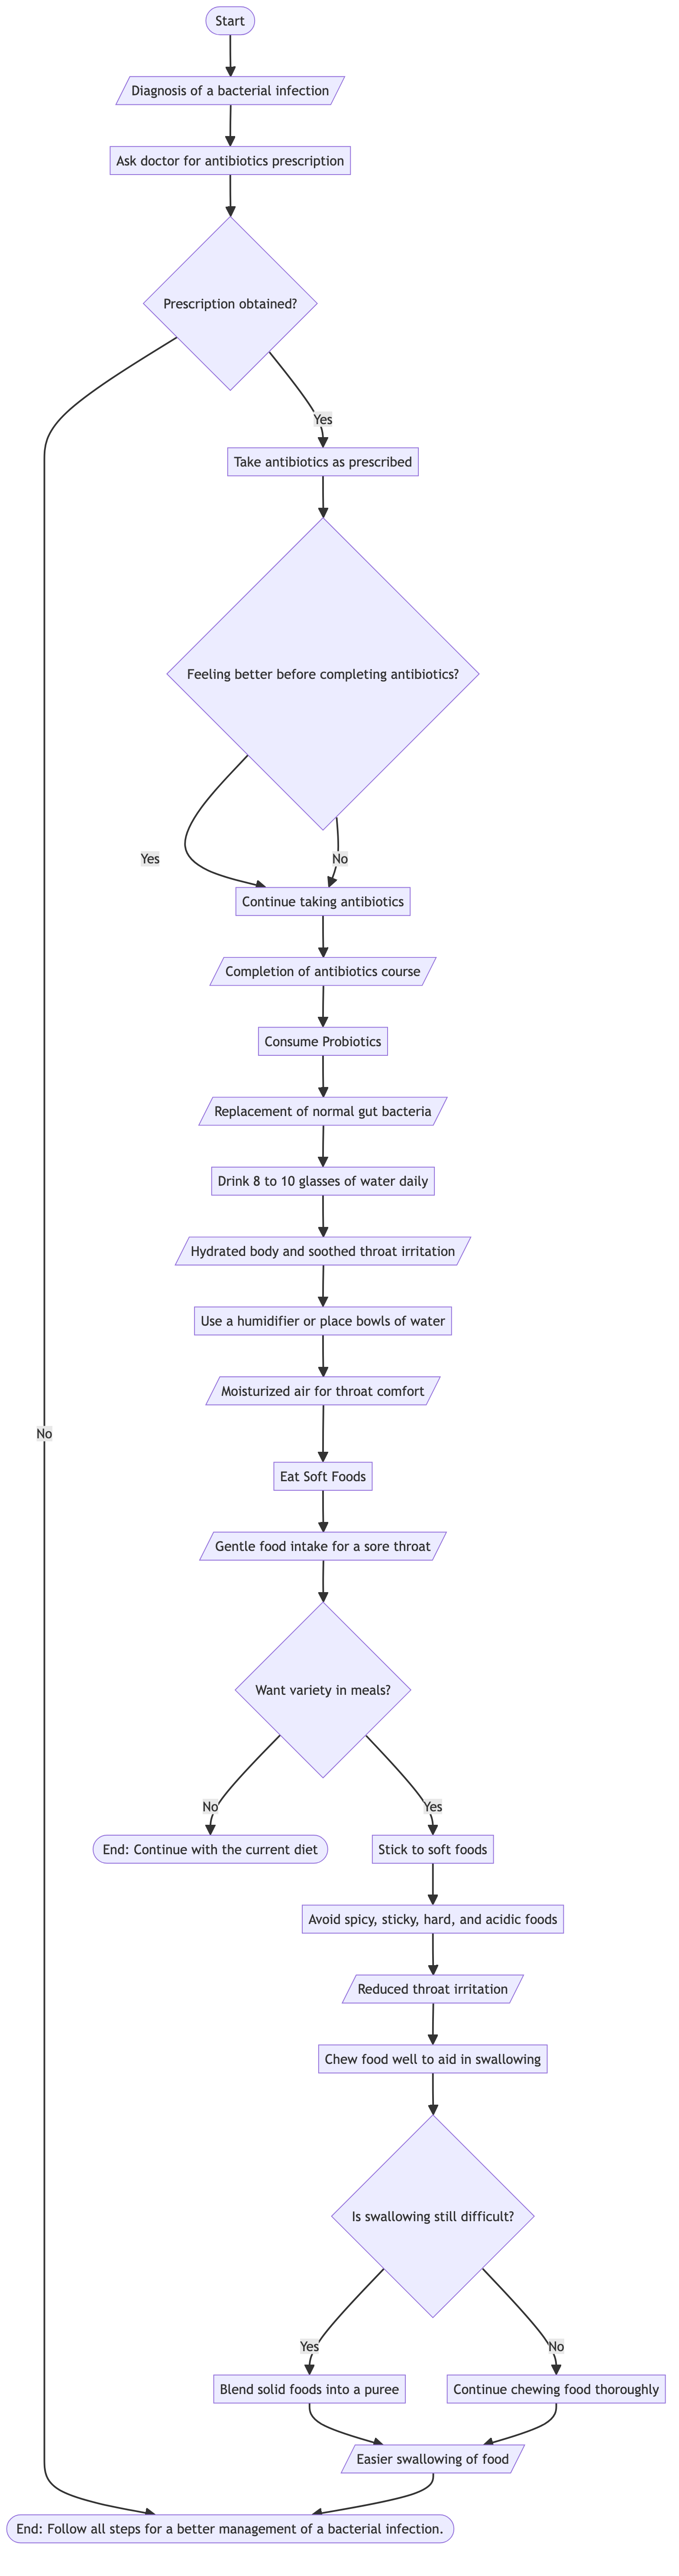 Start
Diagnosis of a bacterial infection
Ask doctor for antibiotics prescription
Prescription obtained?
Yes
Take antibiotics as prescribed
Feeling better before completing antibiotics?
Yes
No
Continue taking antibiotics
Completion of antibiotics course
Consume Probiotics
Replacement of normal gut bacteria
Drink 8 to 10 glasses of water daily
Hydrated body and soothed throat irritation
Use a humidifier or place bowls of water
Moisturized air for throat comfort
No
Eat Soft Foods
Gentle food intake for a sore throat
Want variety in meals?
No
Yes
End: Continue with the current diet
Stick to soft foods
Avoid spicy, sticky, hard, and acidic foods
Reduced throat irritation
Chew food well to aid in swallowing
Is swallowing still difficult?
Yes
No
Blend solid foods into a puree
Continue chewing food thoroughly
Easier swallowing of food
End: Follow all steps for a better management of a bacterial infection.